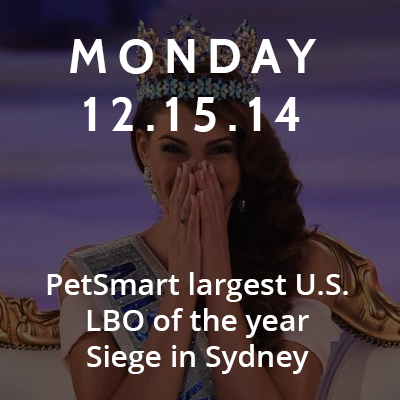 MONDAY
12.15.14
PetSmart largest U.S.
LBO of the year
Siege in Sydney